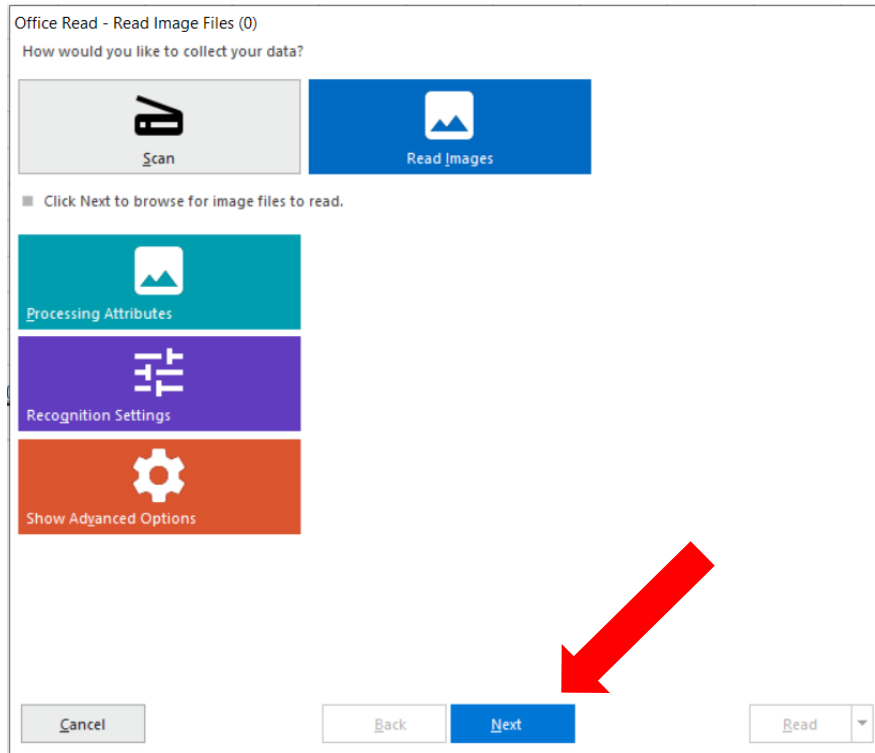 Office Read - Read Image Files (0)
How would you like to collect your data?
Scan
Read Images
Click Next to browse for image files to read.
Processing Attributes
Recognition Settings
Show Advanced Options
Cancel
Back
Next
Read